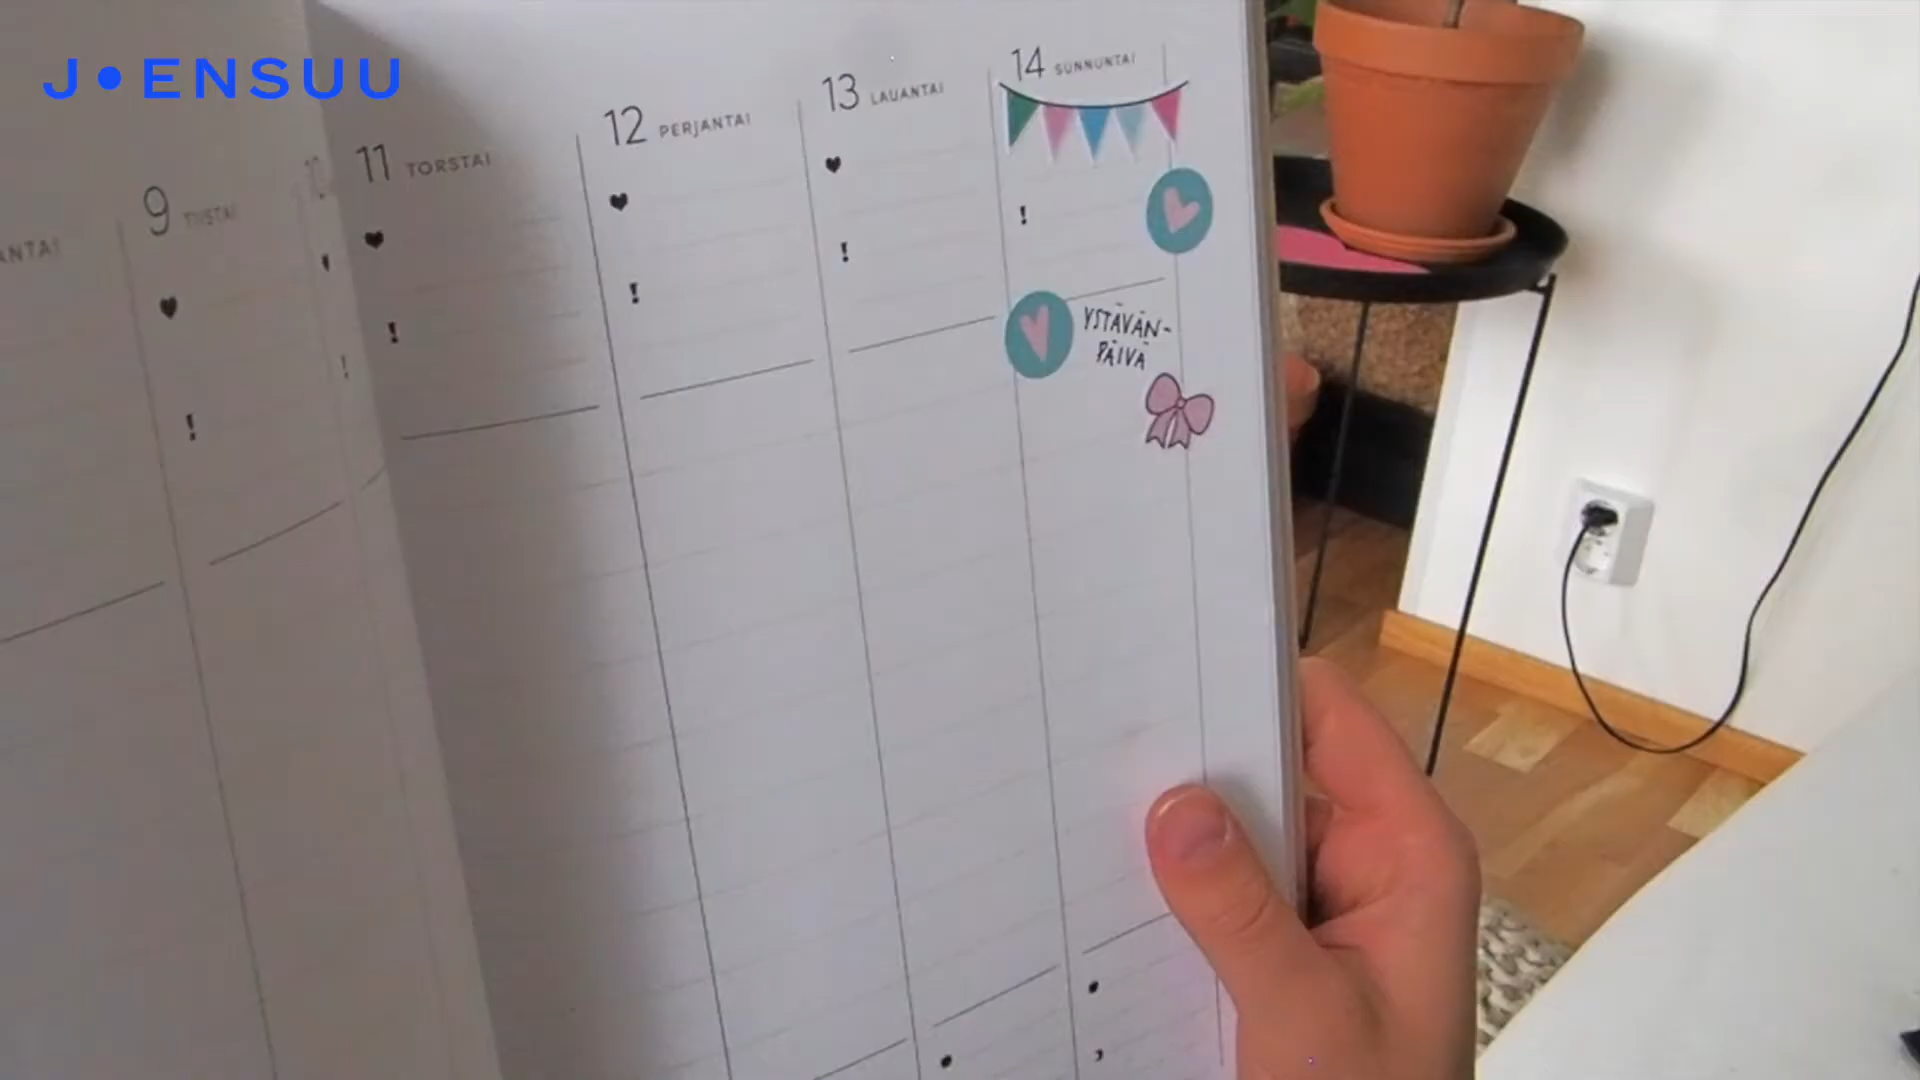 J•ENSUU
9 TIISTAI
11 TORSTAI
12 PERJANTAI
13 LAUANTAI
14 SUNNUNTAI
!
!
!
!
!
YSTÄVÄN-
PÄIVÄ